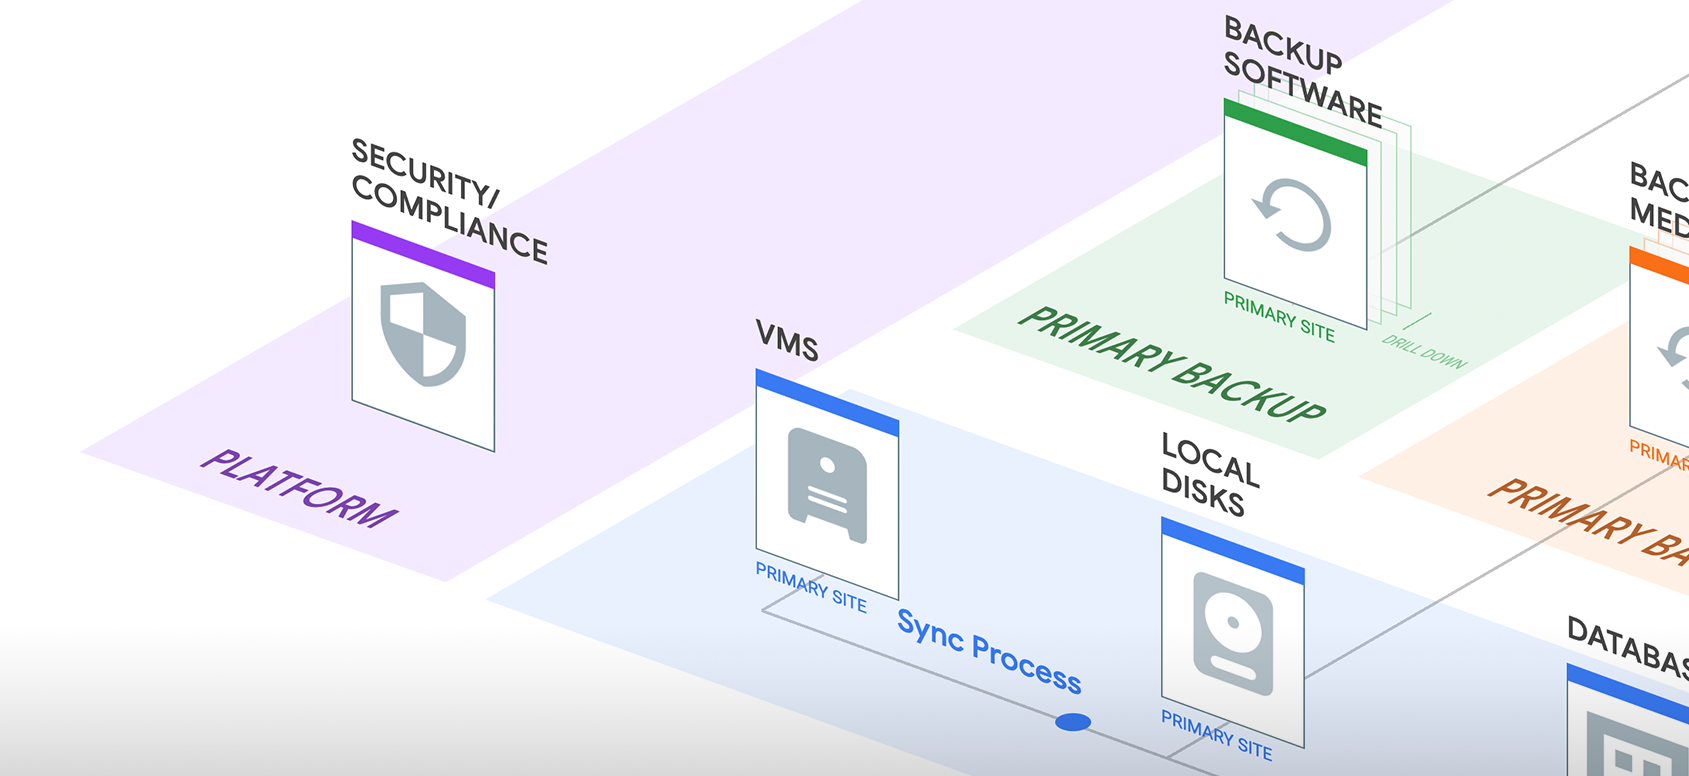 BACKUP
SOFTWARE
SECURITY/
COMPLIANCE
PRIMARY SITE
DRILL DOWN
PRIMARY BACKUP
VMS
PLATFORM
PRIMARY SITE
Sync Process
LOCAL
DISKS
PRIMARY SITE
BAC
MED
PRIMAR
PRIMARY BA
DATABAS